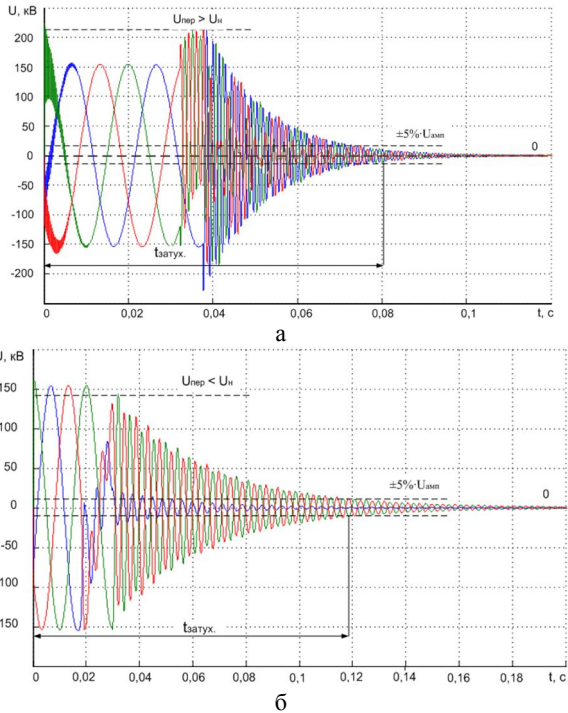 U, кВ
Uпер > Uн
200
150
100
50
0
-50
-100
-150
-200
±5%·Uамп
0
tзатух.
0 0,02 0,04 0,06 0,08 0,1 t, с
а
U, кВ
Uпер < Uн
150
100
50
0
-50
100
150
±5%·Uамп
0
tзатух.
0 0,02 0,04 0,06 0,08 0,1 0,12 0,14 0,16 0,18 t, с
б